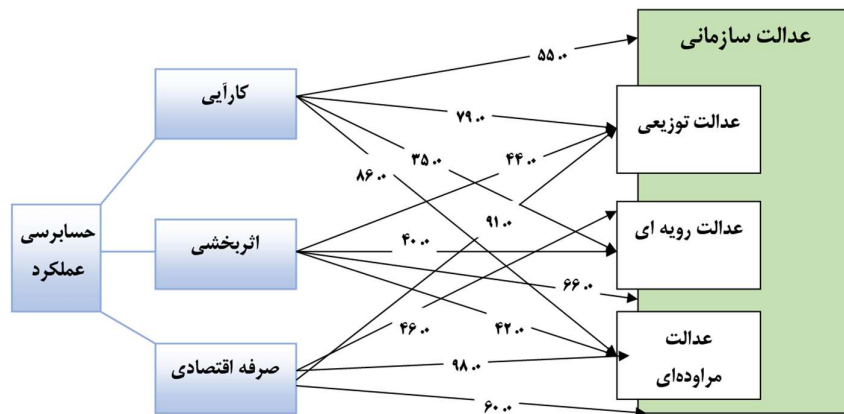 عدالت سازمانی
۵۵.۰
کارآیی
عدالت توزیعی
۷۹.۰
۳۵.۰
۴۴.۰
۸۶.۰
حسابرسی
عملکرد
اثربخشی
۹۱.۰
۴۰.۰
عدالت رویه ای
۶۶.۰
۴۶.۰
۴۲.۰
عدالت
مراوده‌ای
صرفه اقتصادی
۹۸.۰
۶۰.۰